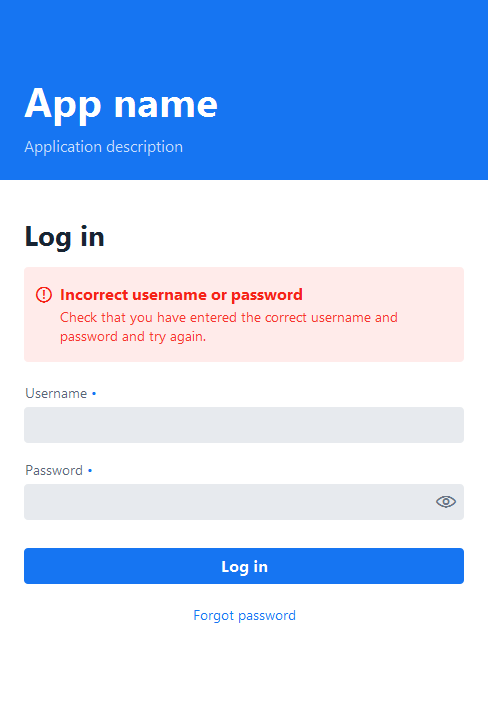 App name
Application description
Log in
Incorrect username or password
Check that you have entered the correct username and
password and try again.
Username •
Password •
Log in
Forgot password